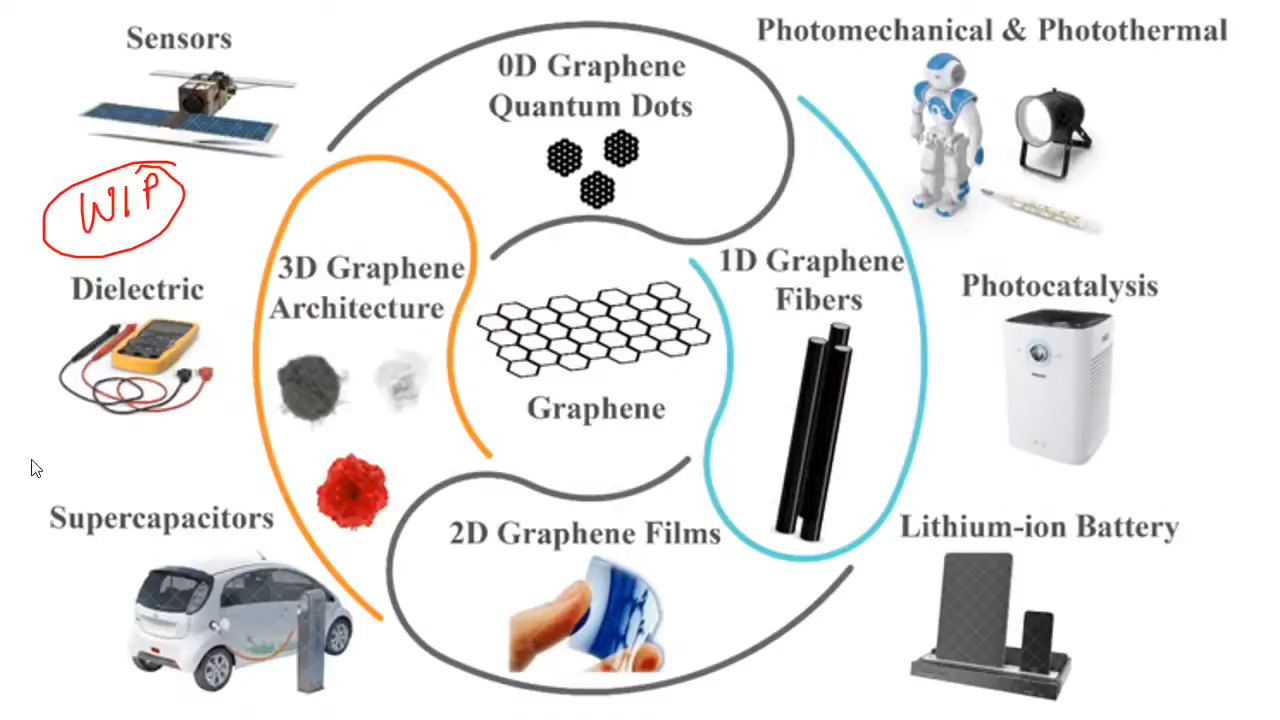 Sensors
Photomechanical & Photothermal
0D Graphene
Quantum Dots
WIP
3D Graphene
Architecture
1D Graphene
Fibers
Dielectric
Photocatalysis
Graphene
Supercapacitors
2D Graphene Films
Lithium-ion Battery